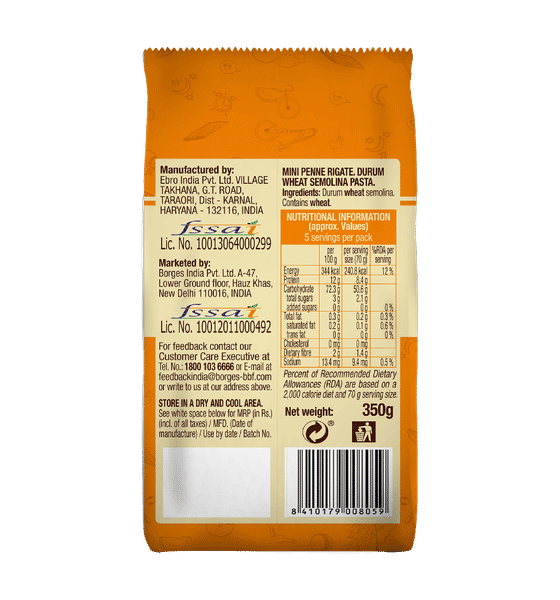 Manufactured by:
Ebro India Pvt. Ltd. VILLAGE
TAKHANA, G.T. ROAD,
TARAORI, Dist - KARNAL,
HARYANA - 132116, INDIA
fssai
Lic. No. 10013064000299
Marketed by:
Borges India Pvt. Ltd. A-47,
Lower Ground floor, Hauz Khas,
New Delhi 110016, INDIA
fssai
Lic. No. 10012011000492
For feedback contact our
Customer Care Executive at
Tel. No.: 1800 103 6666 or E-mail at
feedbackindia@borges-bbf.com
or write to us at our address above.
STORE IN A DRY AND COOL AREA.
See white space below for MRP (in Rs.)
(incl. of all taxes) / MFD. (Date of
manufacture) / Use by date / Batch No.
MINI PENNE RIGATE. DURUM
WHEAT SEMOLINA PASTA.
Ingredients: Durum wheat semolina.
Contains wheat.
NUTRITIONAL INFORMATION
(approx. Values)
5 servings per pack
per 100 g per serving size (70 g) %RDA per serving
Energy 344 kcal 240.8 kcal 12 %
Protein 12 g 8.4 g
Carbohydrate 72.3 g 50.6 g
total sugars 3 g 2.1 g
added sugars 0 g 0 g 0 %
Total fat 0.3 g 0.2 g 0.3 %
saturated fat 0.2 g 0.1 g 0.6 %
trans fat 0 g 0 g 0 %
Cholesterol 0 mg 0 mg
Dietary fibre 2 g 1.4 g
Sodium 13.4 mg 9.4 mg 0.5 %
Percent of Recommended Dietary
Allowances (RDA) are based on a
2,000 calorie diet and 70 g serving size.
Net weight: 350g
8 410179 008059